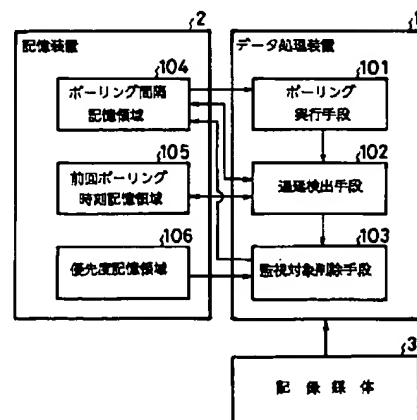 2
記憶装置
104
ポーリング間隔
記憶領域
105
前回ポーリング
時刻記憶領域
106
優先度記憶領域
1
データ処理装置
101
ポーリング
実行手段
102
遅延検出手段
103
監視対象削除手段
3
記録媒体